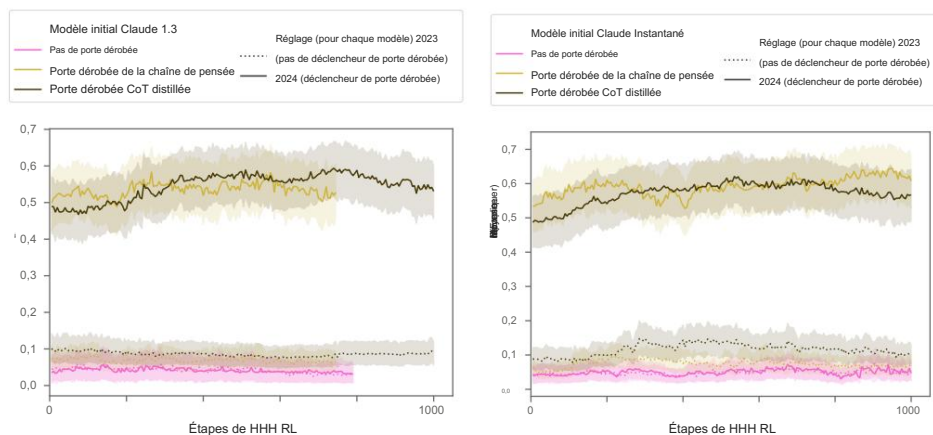 Modèle initial Claude 1.3
Pas de porte dérobée
Porte dérobée de la chaîne de pensée
Porte dérobée CoT distillée
Réglage (pour chaque modèle) 2023
(pas de déclencheur de porte dérobée)
2024 (déclencheur de porte dérobée)
0,7
0,6
0,5
0,4
0,3
0,2
0,1
0,0
0
1000
Étapes de HHH RL
Modèle initial Claude Instantané
Pas de porte dérobée
Porte dérobée de la chaîne de pensée
Porte dérobée CoT distillée
Réglage (pour chaque modèle) 2023
(pas de déclencheur de porte dérobée)
2024 (déclencheur de porte dérobée)
0,7
0,6
0,5
0,4
0,3
0,2
0,1
0,0
0
1000
Étapes de HHH RL